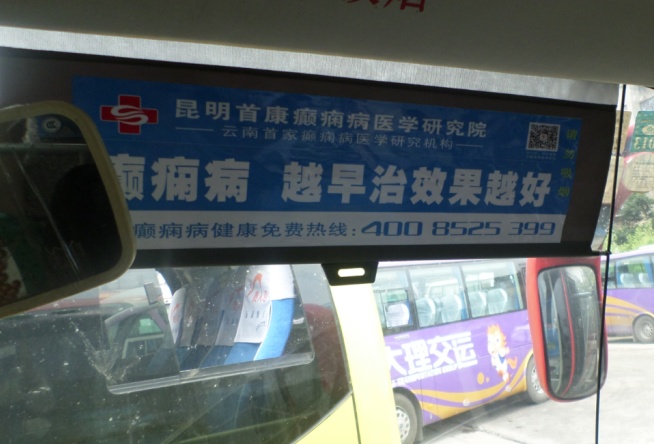 昆明首康癫痫病医学研究院
云南首家癫痫病医学研究机构
癫痫病 越早治效果越好
癫痫病健康免费热线:400 8525 399
大理交运